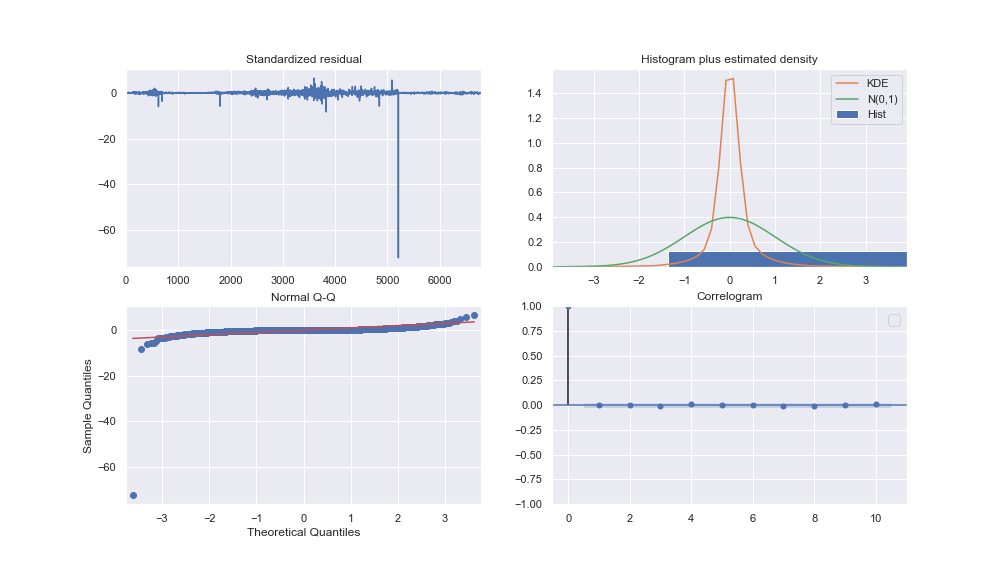 Standardized residual
0
−20
−40
−60
0 1000 2000 3000 4000 5000 6000
Histogram plus estimated density
KDE
N(0,1)
Hist
1.4
1.2
1.0
0.8
0.6
0.4
0.2
0.0
−3 −2 −1 0 1 2 3
Normal Q-Q
Sample Quantiles
0
−20
−40
−60
−3 −2 −1 0 1 2 3
Theoretical Quantiles
Correlogram
1.00
0.75
0.50
0.25
0.00
−0.25
−0.50
−0.75
−1.00
0 2 4 6 8 10